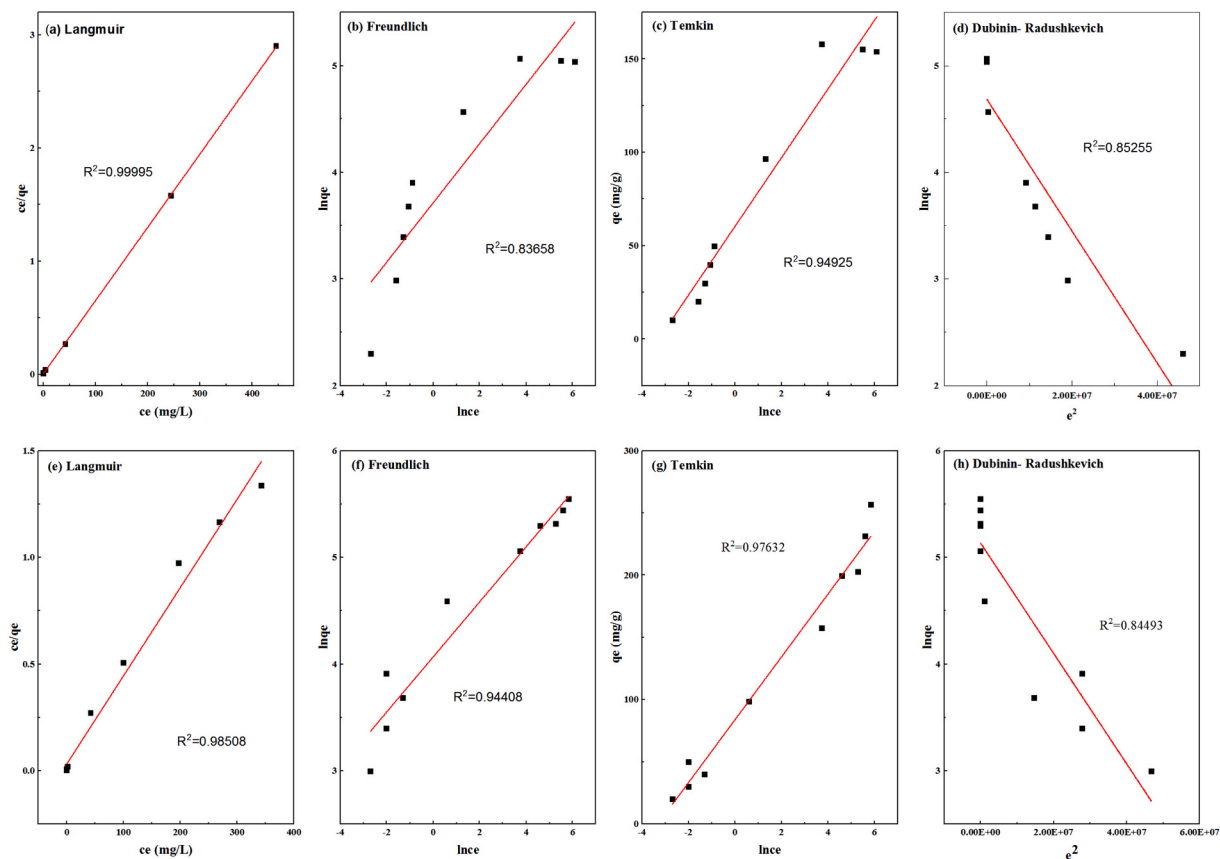 (a) Langmuir
3
2
1
0
ce/qe
R²=0.99995
0
100
200
300
400
ce (mg/L)
(b) Freundlich
5
4
3
2
lnqe
R²=0.83658
-4
-2
0
2
4
6
lnce
(c) Temkin
150
100
50
0
qe (mg/g)
R²=0.94925
-4
-2
0
2
4
6
lnce
(d) Dubinin- Radushkevich
5
4
3
2
lnqe
R²=0.85255
0.00E+00
2.00E+07
4.00E+07
e²
(e) Langmuir
1.5
1.0
0.5
0.0
ce/qe
R²=0.98508
0
100
200
300
400
ce (mg/L)
(f) Freundlich
6
5
4
3
lnqe
R²=0.94408
-4
-2
0
2
4
6
lnce
(g) Temkin
300
200
100
0
qe (mg/g)
R²=0.97632
-4
-2
0
2
4
6
lnce
(h) Dubinin- Radushkevich
6
5
4
3
lnqe
R²=0.84493
0.00E+00
2.00E+07
4.00E+07
6.00E+07
e²